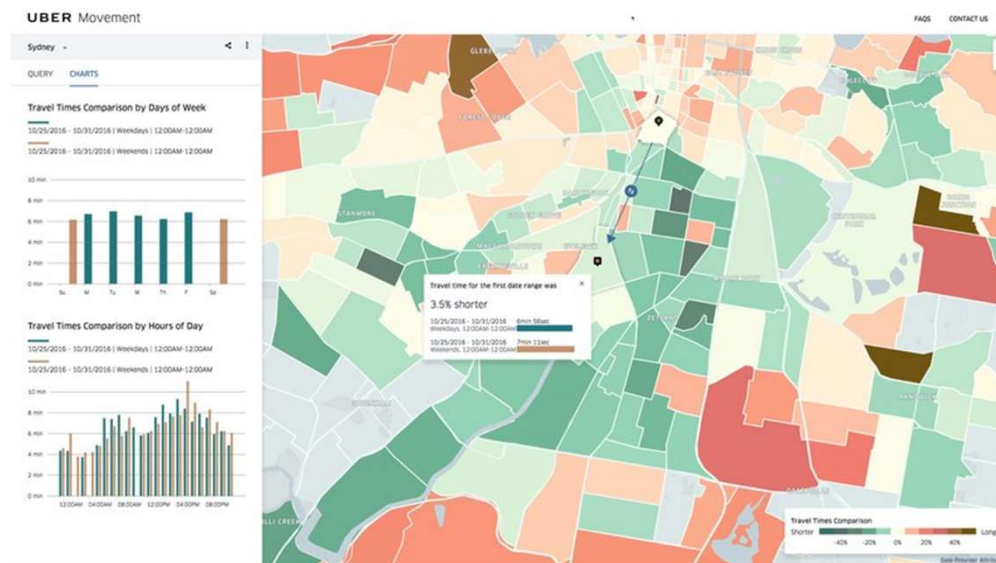 UBER Movement
FAQS CONTACT US
Sydney
QUERY CHARTS
Travel Times Comparison by Days of Week
10/25/2016 - 10/31/2016 | Weekdays | 12:00AM-12:00AM
10/25/2016 - 10/31/2016 | Weekends | 12:00AM-12:00AM
10 min
8 min
6 min
4 min
2 min
0 min
Su M Tu W Th F Sa
Travel Times Comparison by Hours of Day
10/25/2016 - 10/31/2016 | Weekdays | 12:00AM-12:00AM
10/25/2016 - 10/31/2016 | Weekends | 12:00AM-12:00AM
10 min
8 min
6 min
4 min
2 min
0 min
12:00AM 04:00AM 08:00AM 12:00PM 04:00PM 08:00PM
STANMORE
CENTENNIAL
PARK
ZETLAND
RANDWICK
Travel time for the first date range was
3.5% shorter
10/25/2016 - 10/31/2016 6min 56sec
Weekdays, 12:00AM-12:00AM
10/25/2016 - 10/31/2016 7min 11sec
Weekends, 12:00AM-12:00AM
LLI CREEK
Travel Times Comparison
Shorter Long
-40% -20% 0% 20% 40%
Data Provider Attrib